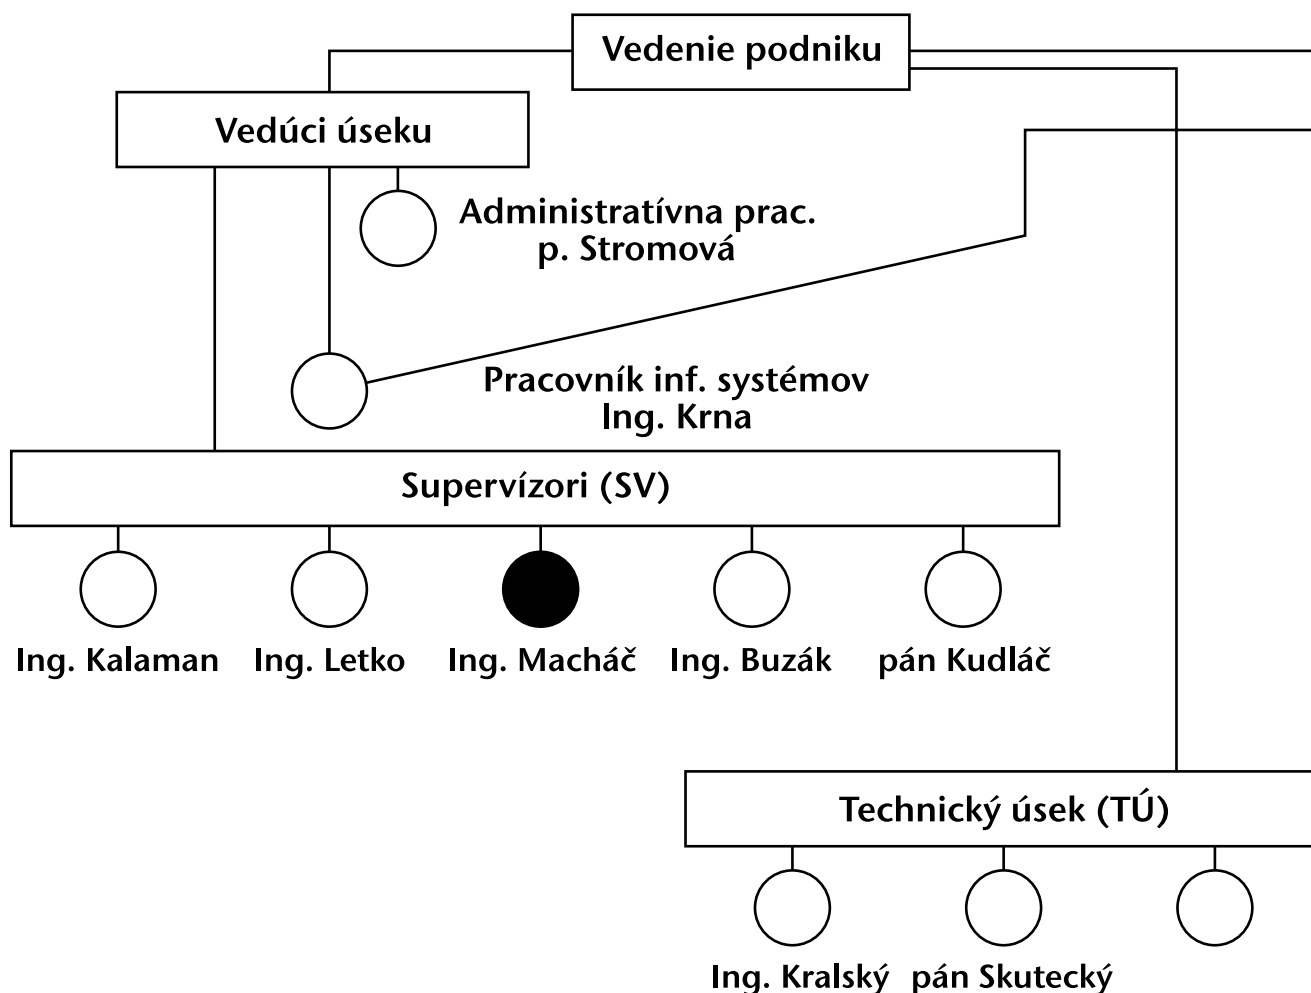 Vedenie podniku
Vedúci úseku
Administratívna prac.
p. Stromová
Pracovník inf. systémov
Ing. Krna
Supervízori (SV)
Ing. Kalaman
Ing. Letko
Ing. Macháč
Ing. Buzák
pán Kudláč
Technický úsek (TÚ)
Ing. Kralský
pán Skutecký